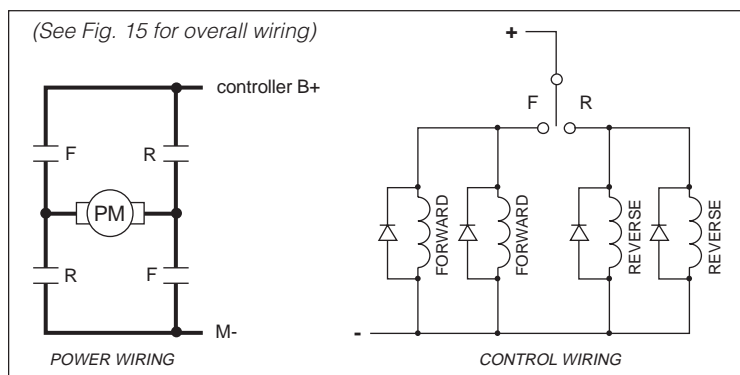 (See Fig. 15 for overall wiring)
controller B+
F
R
PM
R
F
M-
POWER WIRING
+
F R
FORWARD
FORWARD
REVERSE
REVERSE
-
CONTROL WIRING